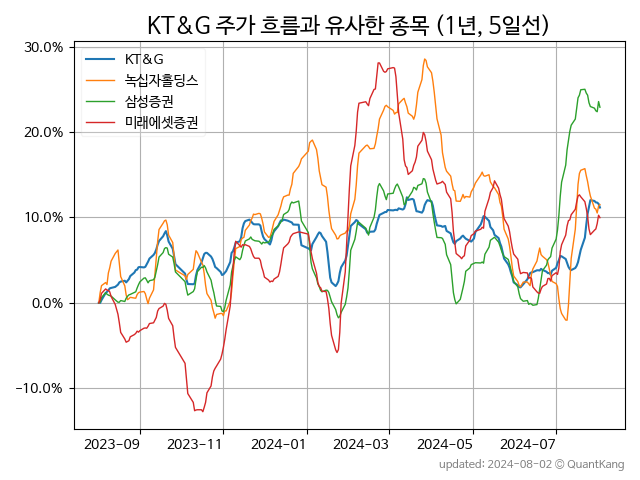 KT&G 주가 흐름과 유사한 종목 (1년, 5일선)
30.0%
20.0%
10.0%
0.0%
−10.0%
KT&G
녹십자홀딩스
삼성증권
미래에셋증권
2023-09 2023-11 2024-01 2024-03 2024-05 2024-07
updated: 2024-08-02 © QuantKang